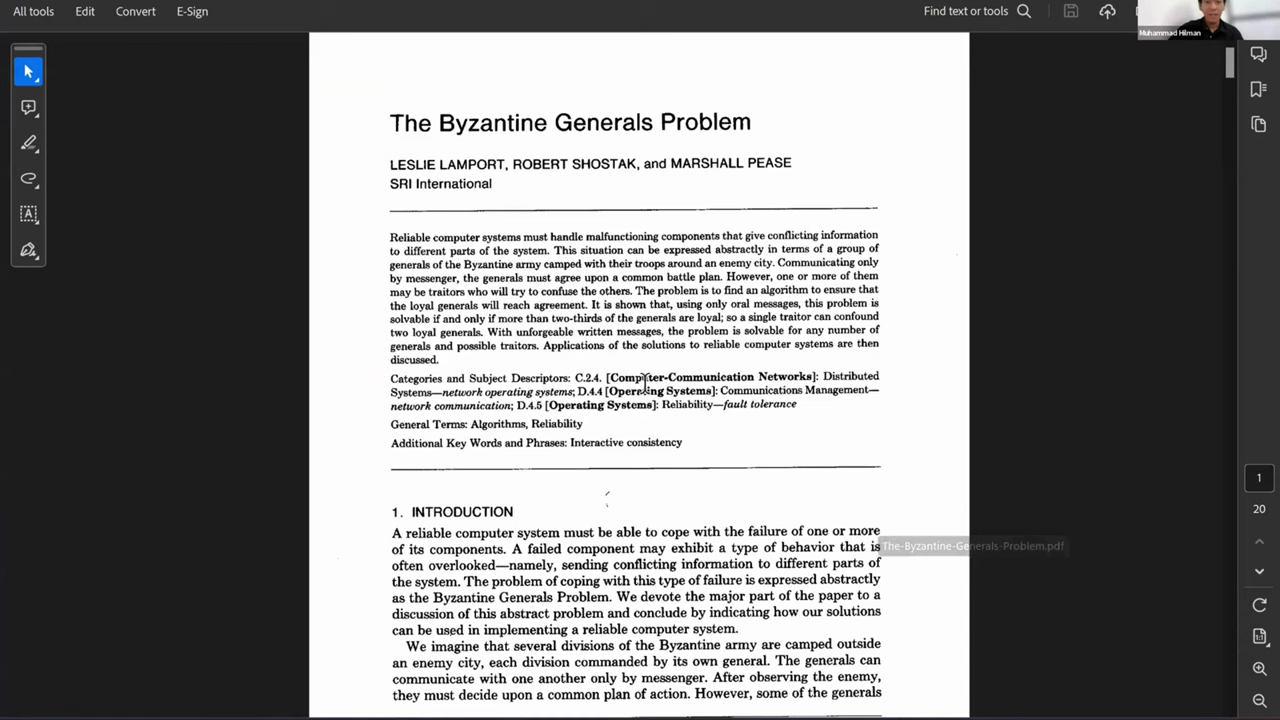 All tools Edit Convert E-Sign Find text or tools
Muhammad Hilman
The Byzantine Generals Problem
LESLIE LAMPORT, ROBERT SHOSTAK, and MARSHALL PEASE
SRI International
Reliable computer systems must handle malfunctioning components that give conflicting information
to different parts of the system. This situation can be expressed abstractly in terms of a group of
generals of the Byzantine army camped with their troops around an enemy city. Communicating only
by messenger, the generals must agree upon a common battle plan. However, one or more of them
may be traitors who will try to confuse the others. The problem is to find an algorithm to ensure that
the loyal generals will reach agreement. It is shown that, using only oral messages, this problem is
solvable if and only if more than two-thirds of the generals are loyal; so a single traitor can confound
two loyal generals. With unforgeable written messages, the problem is solvable for any number of
generals and possible traitors. Applications of the solutions to reliable computer systems are then
discussed.
Categories and Subject Descriptors: C.2.4. [Computer-Communication Networks]: Distributed
Systems—network operating systems; D.4.4 [Operating Systems]: Communications Management—
network communication; D.4.5 [Operating Systems]: Reliability—fault tolerance
General Terms: Algorithms, Reliability
Additional Key Words and Phrases: Interactive consistency
1. INTRODUCTION
A reliable computer system must be able to cope with the failure of one or more
of its components. A failed component may exhibit a type of behavior that is
often overlooked—namely, sending conflicting information to different parts of
the system. The problem of coping with this type of failure is expressed abstractly
as the Byzantine Generals Problem. We devote the major part of the paper to a
discussion of this abstract problem and conclude by indicating how our solutions
can be used in implementing a reliable computer system.
We imagine that several divisions of the Byzantine army are camped outside
an enemy city, each division commanded by its own general. The generals can
communicate with one another only by messenger. After observing the enemy,
they must decide upon a common plan of action. However, some of the generals
The-Byzantine-Generals-Problem.pdf
1
20